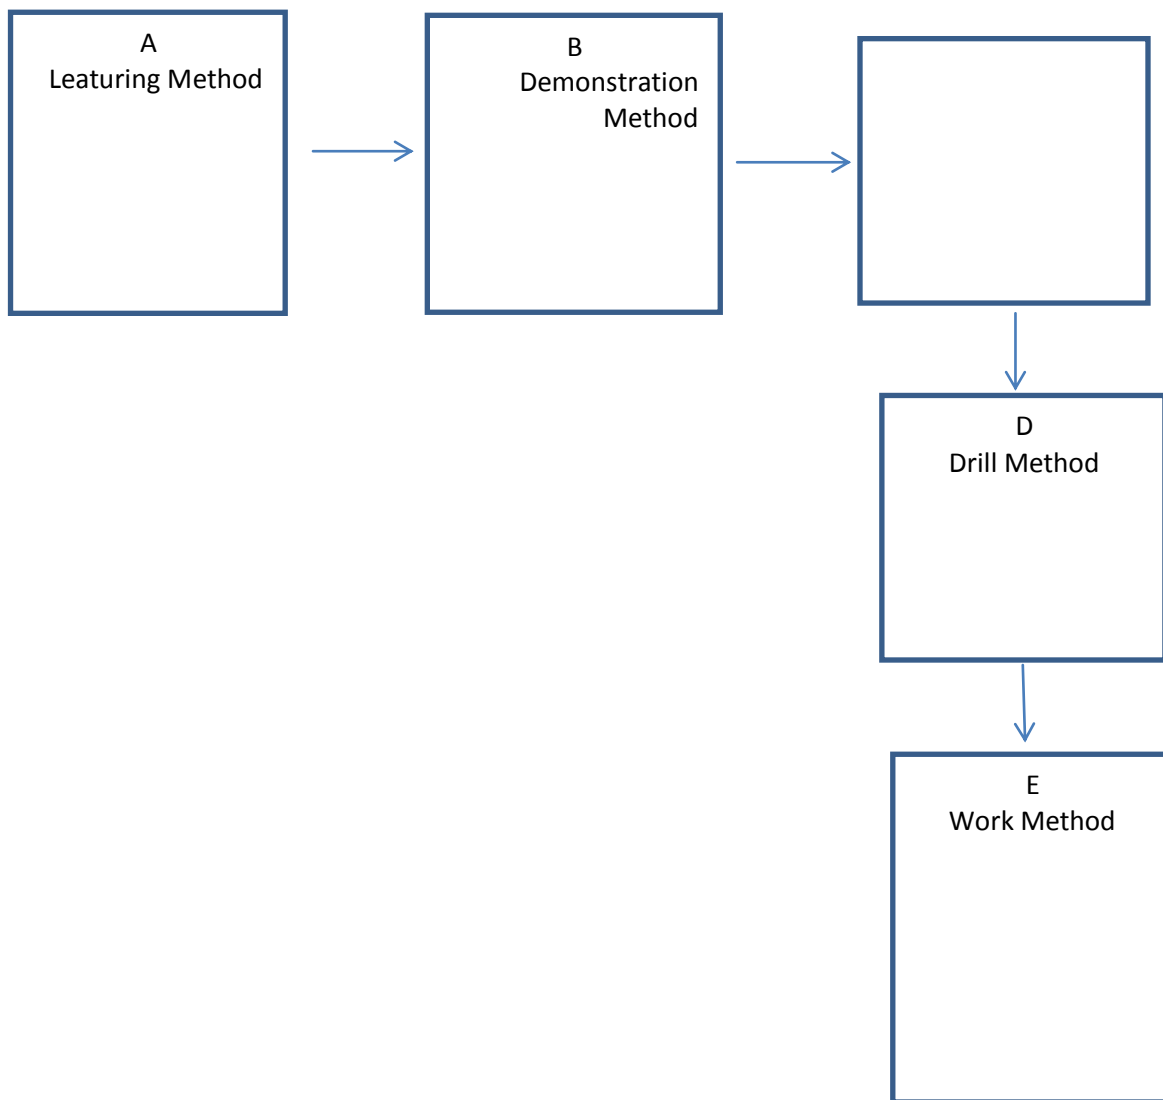 A
Leaturing Method
B
Demonstration
Method
D
Drill Method
E
Work Method